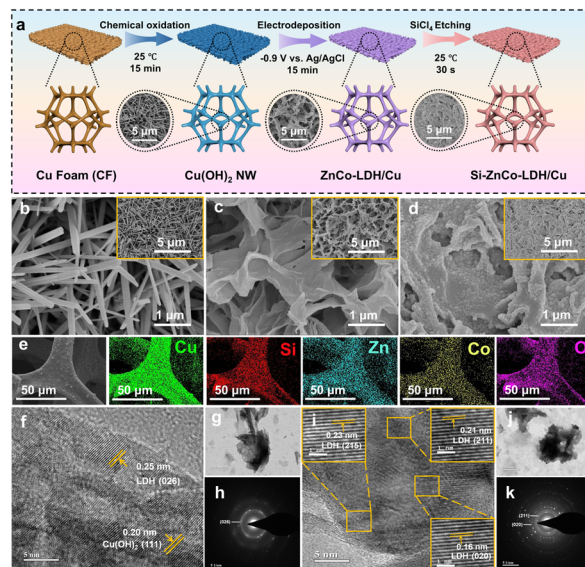 a
Chemical oxidation
25 ℃
15 min
Electrodeposition
-0.9 V vs. Ag/AgCl
15 min
SiCl4 Etching
25 ℃
30 s
5 μm
5 μm
5 μm
Cu Foam (CF)
Cu(OH)2 NW
ZnCo-LDH/Cu
Si-ZnCo-LDH/Cu
b
5 μm
1 μm
c
5 μm
1 μm
d
5 μm
1 μm
e
50 μm
Cu
50 μm
Si
50 μm
Zn
50 μm
Co
50 μm
O
50 μm
f
0.25 nm
LDH (026)
0.20 nm
Cu(OH)2 (111)
5 nm
g
h
(026)
i
0.23 nm
LDH (215)
0.21 nm
LDH (211)
0.16 nm
LDH (020)
5 nm
j
k
(211)
(020)